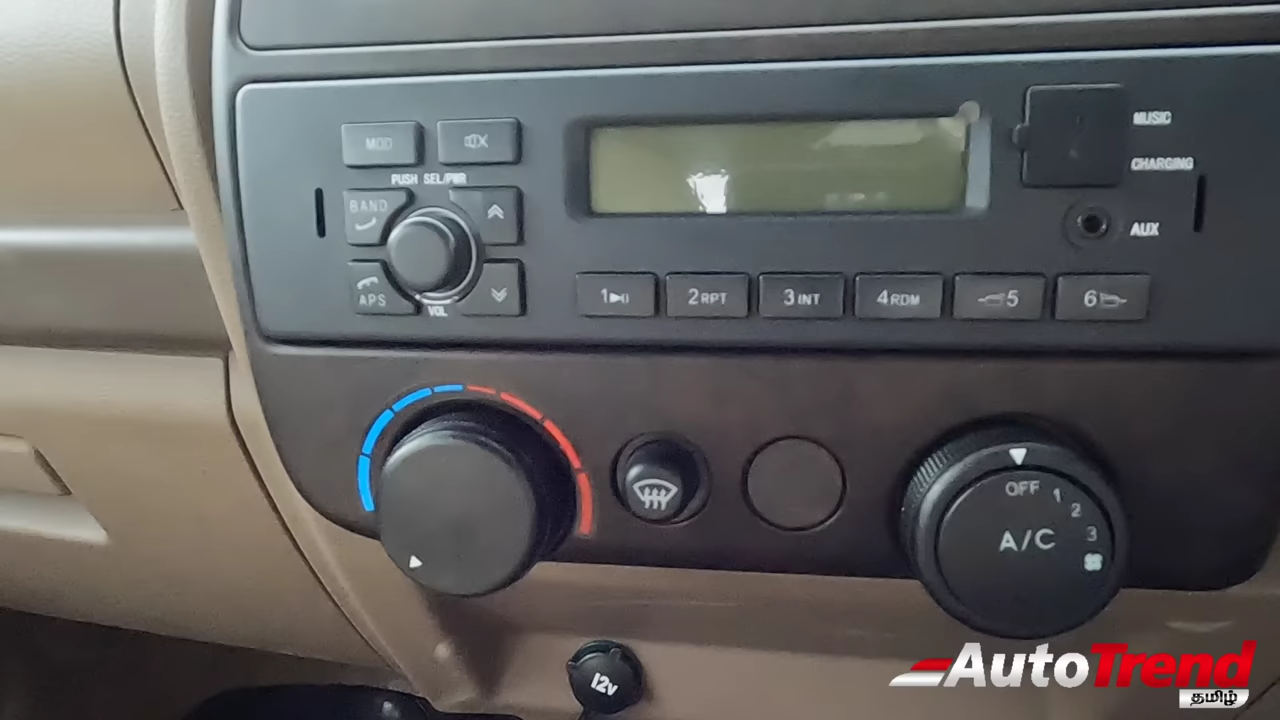 MOD
PUSH SEL/PWR
BAND
APS
VOL
MUSIC
CHARGING
AUX
1
2RPT
3INT
4RDM
5
6
OFF 1 2 3
A/C
12v
AutoTrend
தமிழ்